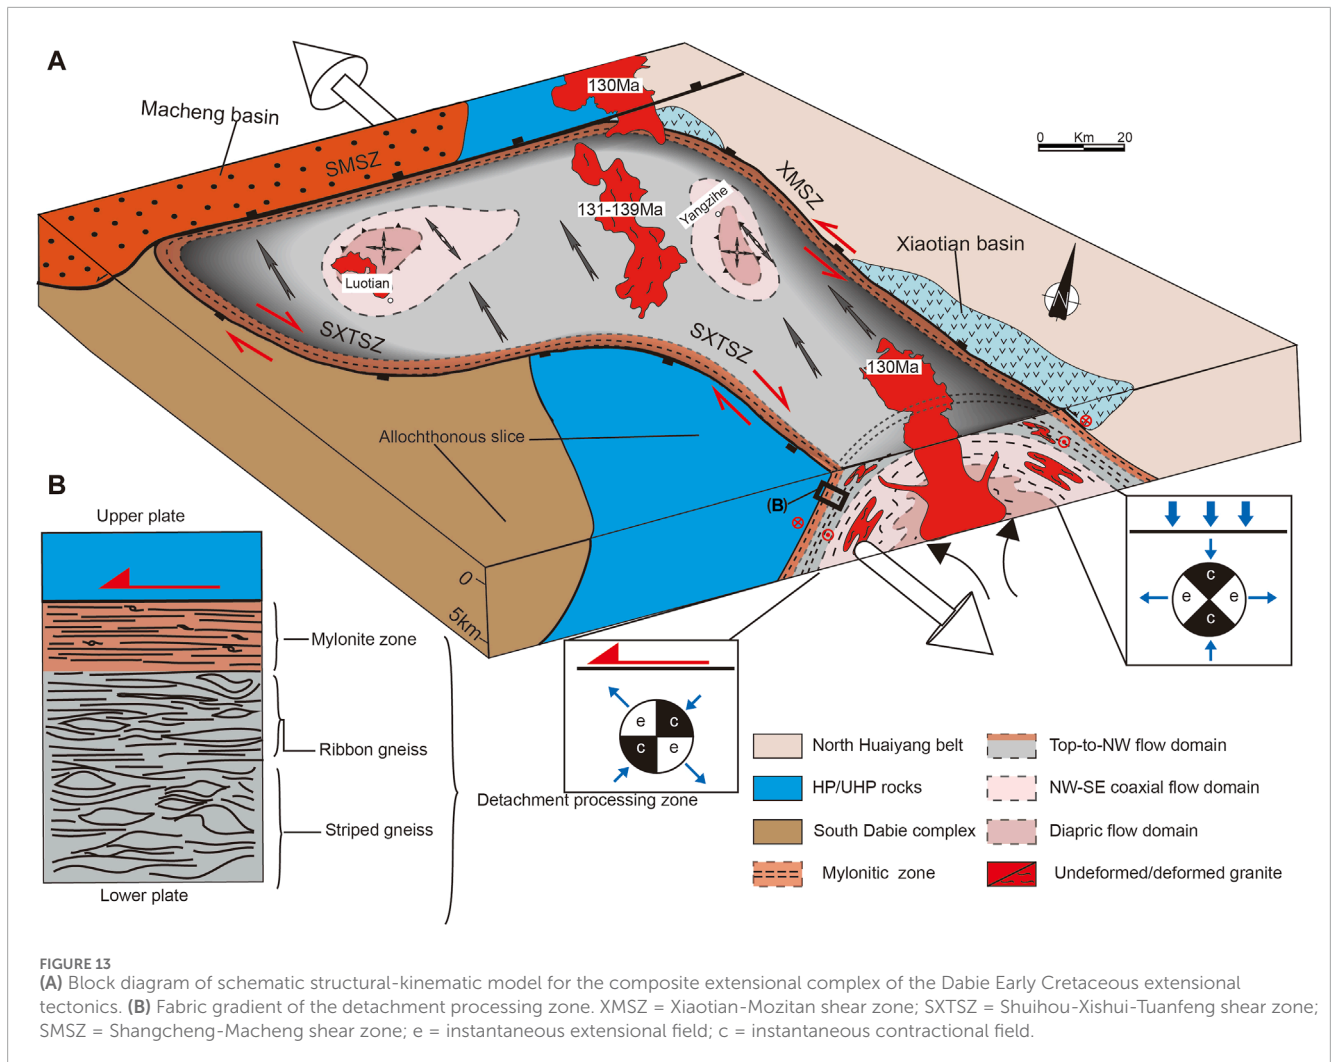 A
Macheng basin
SMSZ
130Ma
0 Km 20
XMSZ
Yangzihe
131-139Ma
Xiaotian basin
Luotian
SXTSZ
SXTSZ
130Ma
N
Allochthonous slice
(B)
0
5km
B
Upper plate
Mylonite zone
Ribbon gneiss
Striped gneiss
Detachment processing zone
Lower plate
e c
c e
c
e e
c
North Huaiyang belt
HP/UHP rocks
South Dabie complex
Mylonitic zone
Top-to-NW flow domain
NW-SE coaxial flow domain
Diapric flow domain
Undeformed/deformed granite
FIGURE 13
(A) Block diagram of schematic structural-kinematic model for the composite extensional complex of the Dabie Early Cretaceous extensional
tectonics. (B) Fabric gradient of the detachment processing zone. XMSZ = Xiaotian-Mozitan shear zone; SXTSZ = Shuihou-Xishui-Tuanfeng shear zone;
SMSZ = Shangcheng-Macheng shear zone; e = instantaneous extensional field; c = instantaneous contractional field.